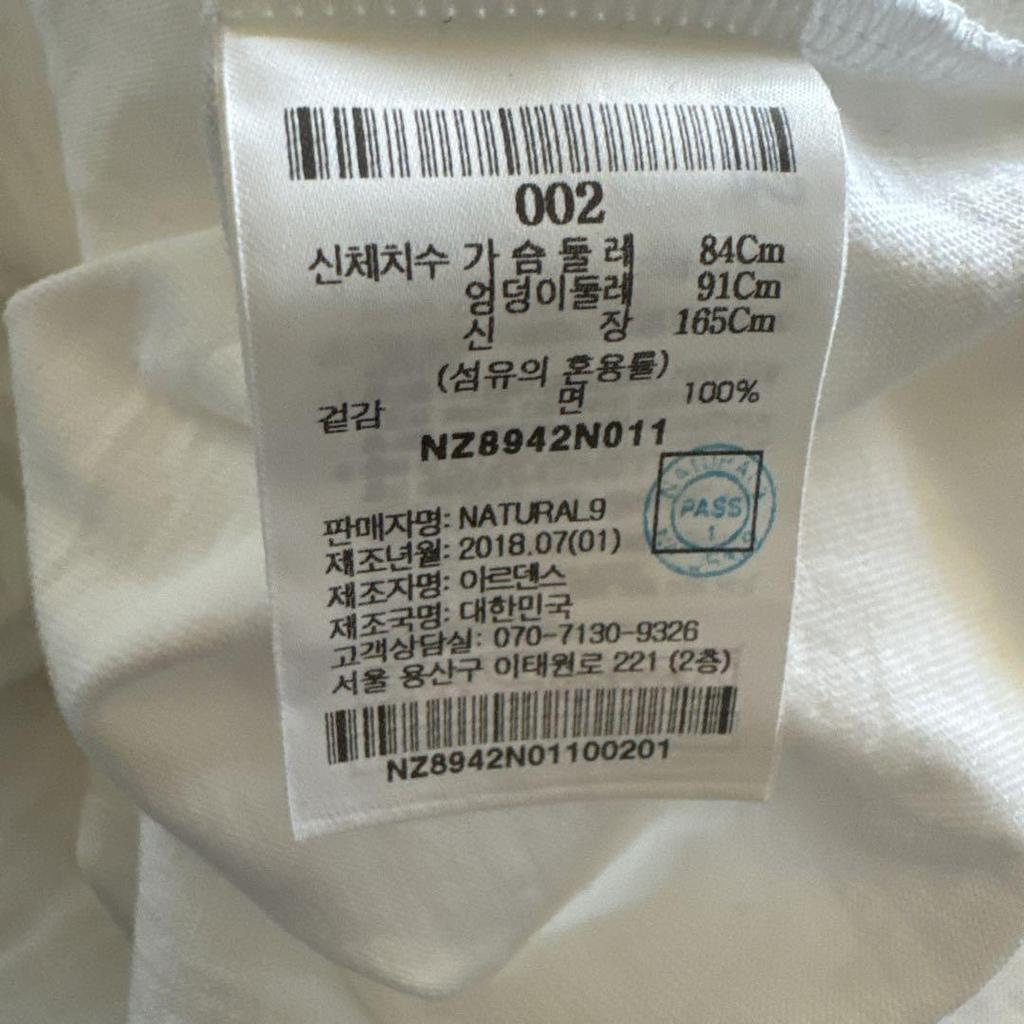 002
신체치수 가 슴 둘 레 84Cm
엉덩이둘레 91Cm
신 장 165Cm
(섬유의 혼용률)
겉감 면 100%
NZ8942N011
판매자명: NATURAL9
제조년월: 2018.07(01)
제조자명: 아르덴스
제조국명: 대한민국
고객상담실: 070-7130-9326
서울 용산구 이태원로 221 (2층)
NZ8942N01100201
PASS
1